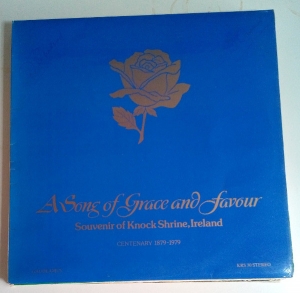 A Song of Grace and Favour
Souvenir of Knock Shrine, Ireland
CENTENARY 1879-1979